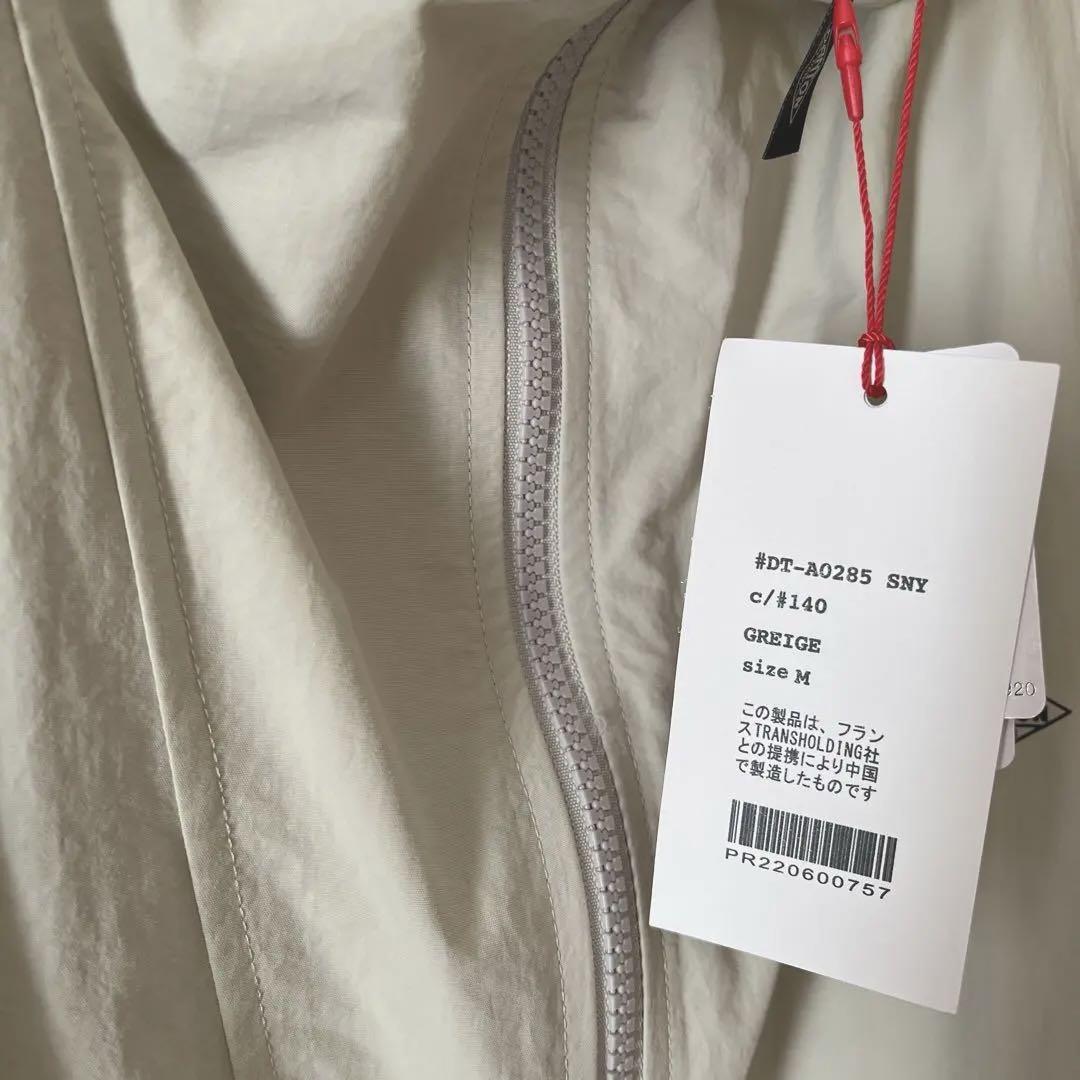 #DT-A0285 SNY
c/#140
GREIGE
size M
この製品は、フラン
スTRANSHOLDING社
との提携により中国
で製造したものです
PR220600757
920